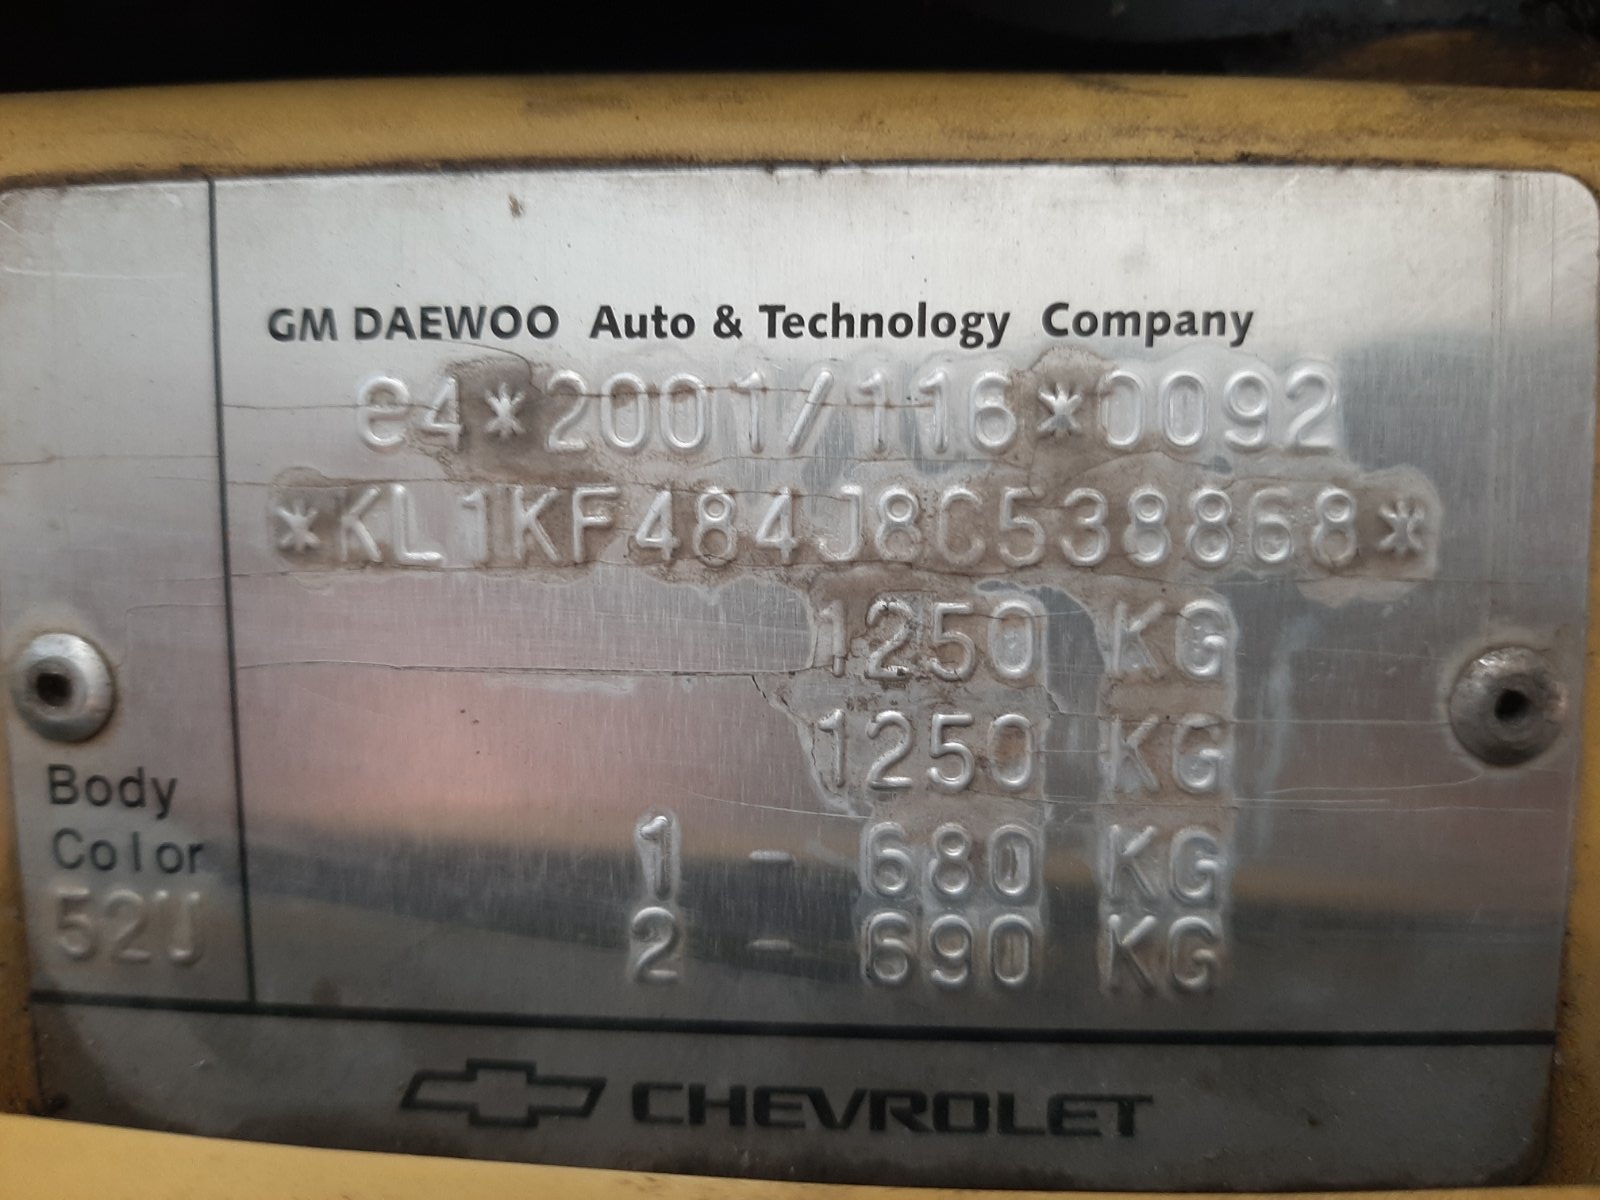 GM DAEWOO Auto & Technology Company
e4*2001/116*0092
*KL1KF484J8C538868*
1250 KG
1250 KG
1 - 680 KG
2 - 690 KG
Body
Color
52U
CHEVROLET